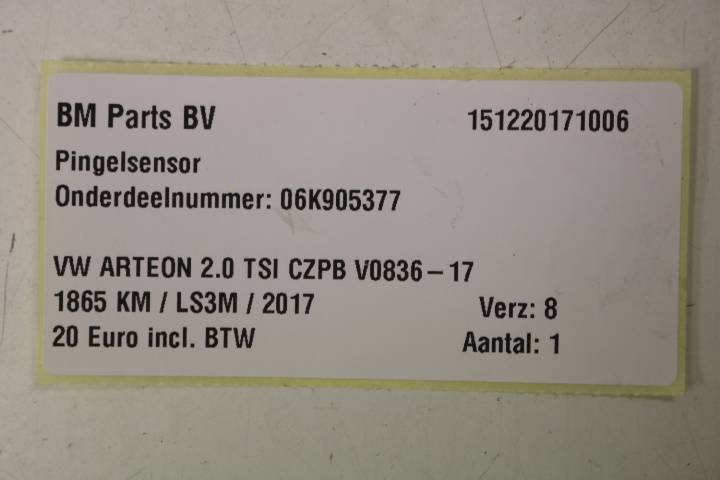 BM Parts BV 151220171006
Pingelsensor
Onderdeelnummer: 06K905377
VW ARTEON 2.0 TSI CZPB V0836-17
1865 KM / LS3M / 2017 Verz: 8
20 Euro incl. BTW Aantal: 1